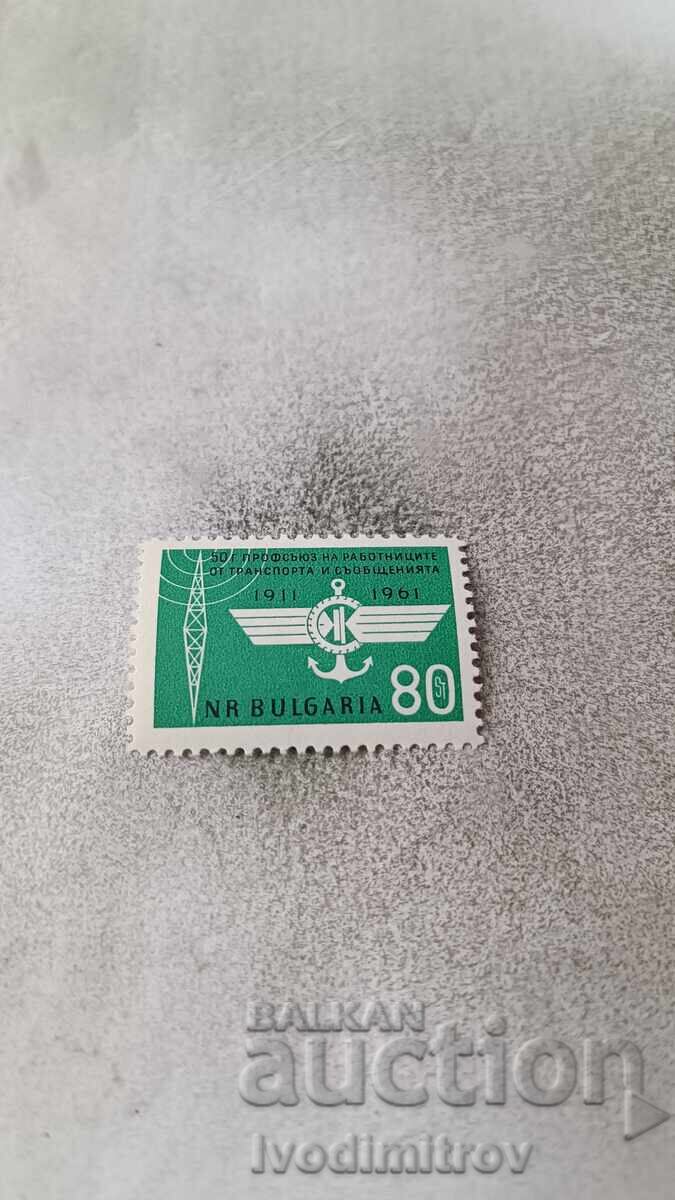 50 Г. ПРОФСЪЮЗ НА РАБОТНИЦИТЕ
ОТ ТРАНСПОРТА И СЪОБЩЕНИЯТА
1911 1961
NR BULGARIA 80 ST
BALKAN
auction
Ivodimitrov